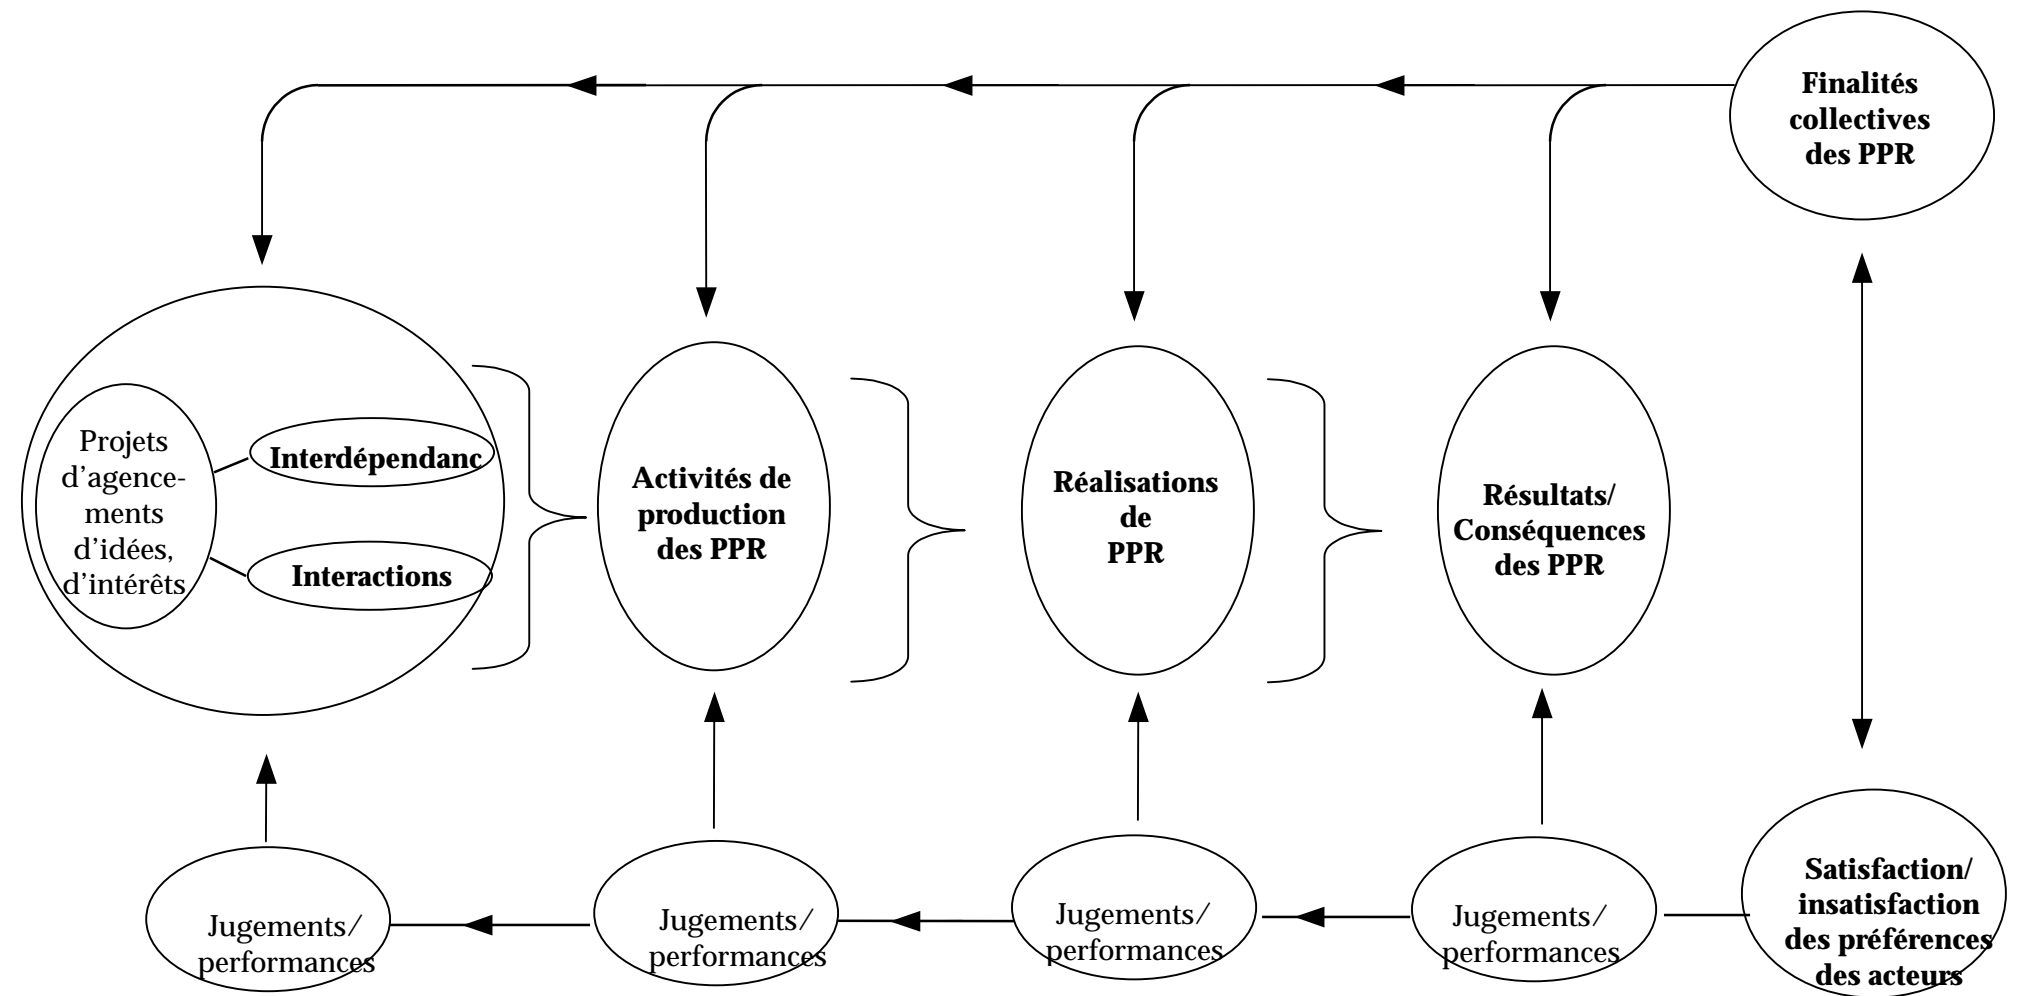 Finalités
collectives
des PPR
Projets
d'agence-
ments
d'idées,
d'intérêts
Interdépendanc
Interactions
Activités de
production
des PPR
Réalisations
de
PPR
Résultats/
Conséquences
des PPR
Jugements/
performances
Jugements/
performances
Jugements/
performances
Jugements/
performances
Satisfaction/
insatisfaction
des préférences
des acteurs